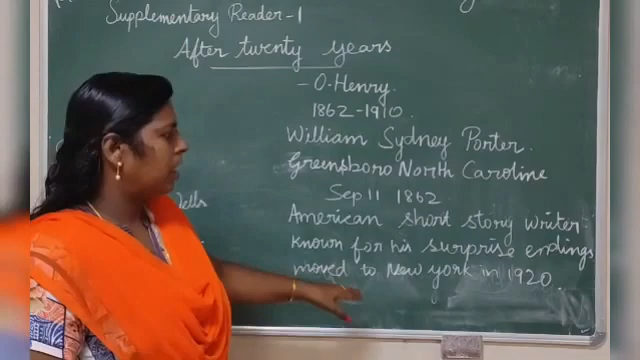 Supplementary Reader-1
After twenty years
- O.Henry
1862-1910.
William Sydney Porter.
Greensboro North Caroline
Sep 11 1862
American short story writer
known for his surprise endings
moved to New york in 1920.